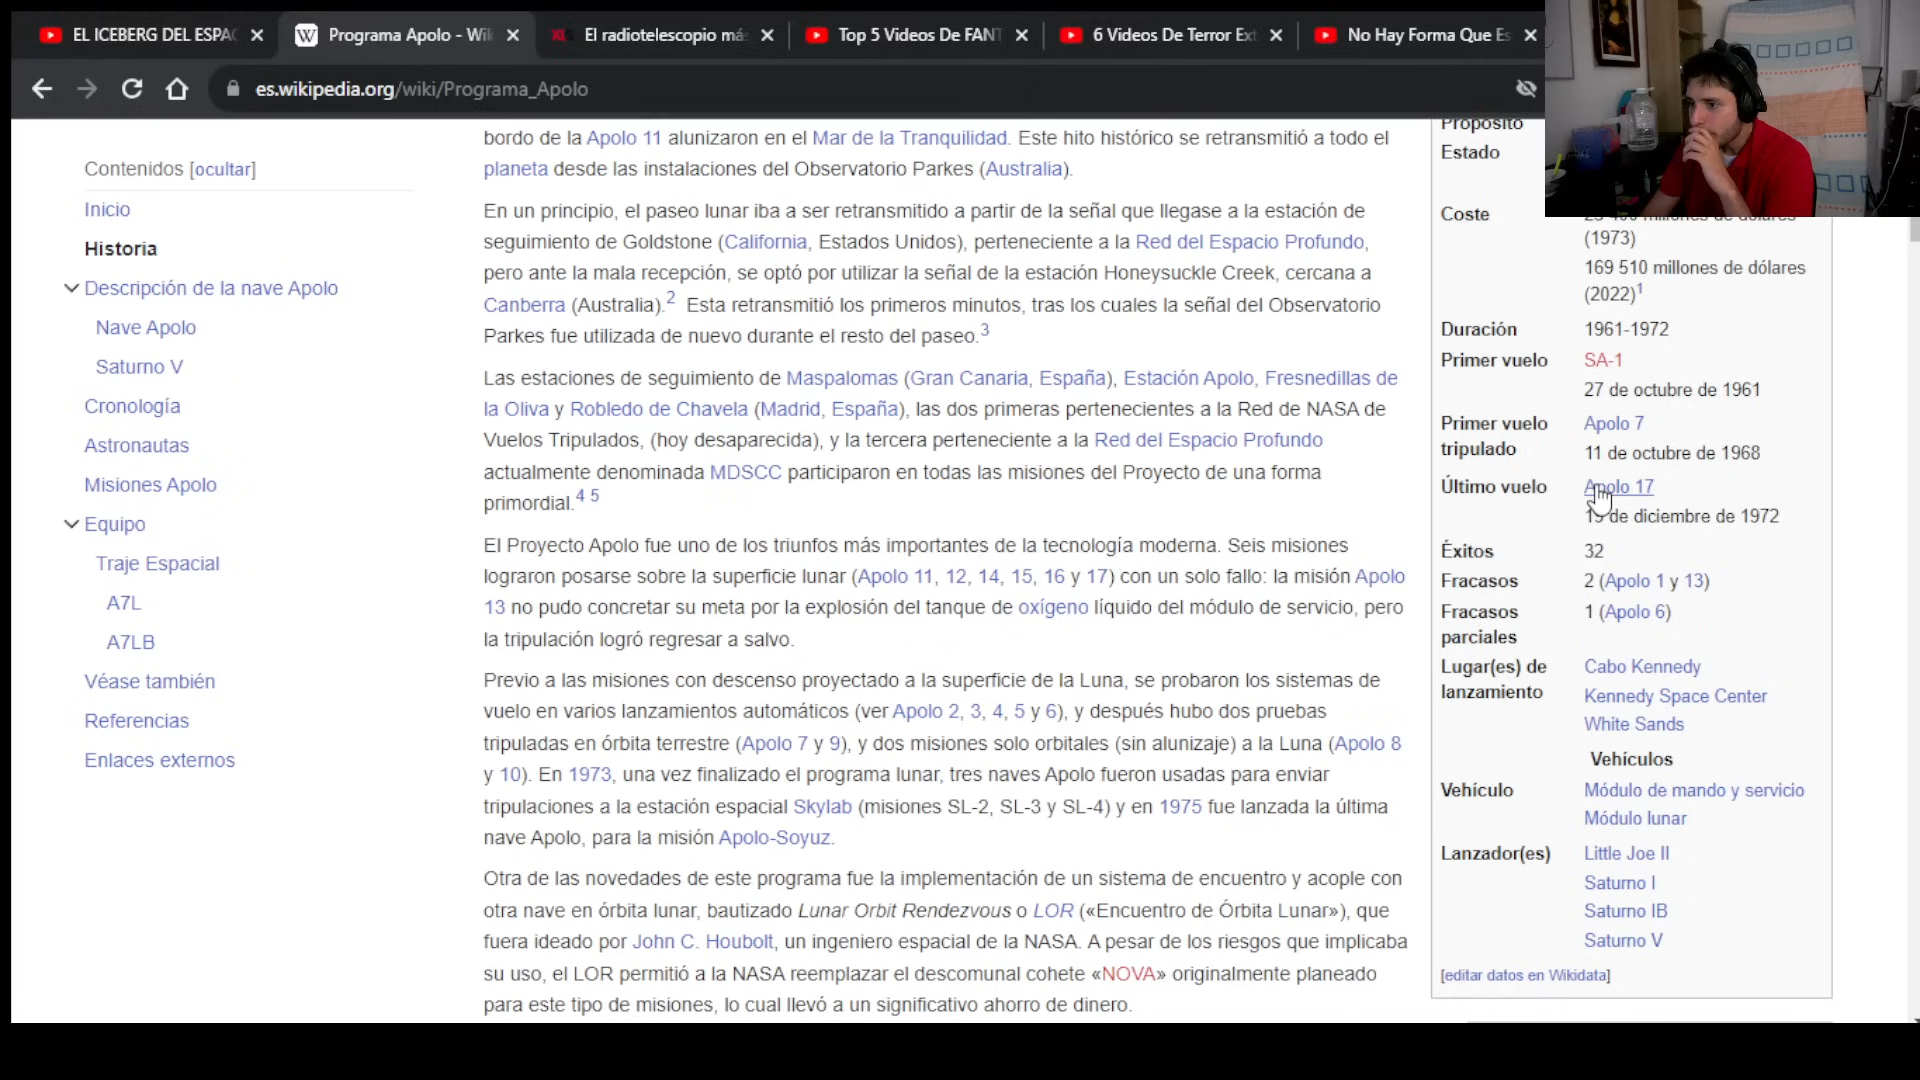 EL ICEBERG DEL ESPA
Programa Apolo - Wik
El radiotelescopio má
Top 5 Videos De FANT
6 Videos De Terror Ext
No Hay Forma Que Es
es.wikipedia.org/wiki/Programa_Apolo
Contenidos [ocultar]
Inicio
Historia
Descripción de la nave Apolo
Nave Apolo
Saturno V
Cronología
Astronautas
Misiones Apolo
Equipo
Traje Espacial
A7L
A7LB
Véase también
Referencias
Enlaces externos
bordo de la Apolo 11 alunizaron en el Mar de la Tranquilidad. Este hito histórico se retransmitió a todo el
planeta desde las instalaciones del Observatorio Parkes (Australia).
En un principio, el paseo lunar iba a ser retransmitido a partir de la señal que llegase a la estación de
seguimiento de Goldstone (California, Estados Unidos), perteneciente a la Red del Espacio Profundo,
pero ante la mala recepción, se optó por utilizar la señal de la estación Honeysuckle Creek, cercana a
Canberra (Australia).2 Esta retransmitió los primeros minutos, tras los cuales la señal del Observatorio
Parkes fue utilizada de nuevo durante el resto del paseo.3
Las estaciones de seguimiento de Maspalomas (Gran Canaria, España), Estación Apolo, Fresnedillas de
la Oliva y Robledo de Chavela (Madrid, España), las dos primeras pertenecientes a la Red de NASA de
Vuelos Tripulados, (hoy desaparecida), y la tercera perteneciente a la Red del Espacio Profundo
actualmente denominada MDSCC participaron en todas las misiones del Proyecto de una forma
primordial.4 5
El Proyecto Apolo fue uno de los triunfos más importantes de la tecnología moderna. Seis misiones
lograron posarse sobre la superficie lunar (Apolo 11, 12, 14, 15, 16 y 17) con un solo fallo: la misión Apolo
13 no pudo concretar su meta por la explosión del tanque de oxígeno líquido del módulo de servicio, pero
la tripulación logró regresar a salvo.
Previo a las misiones con descenso proyectado a la superficie de la Luna, se probaron los sistemas de
vuelo en varios lanzamientos automáticos (ver Apolo 2, 3, 4, 5 y 6), y después hubo dos pruebas
tripuladas en órbita terrestre (Apolo 7 y 9), y dos misiones solo orbitales (sin alunizaje) a la Luna (Apolo 8
y 10). En 1973, una vez finalizado el programa lunar, tres naves Apolo fueron usadas para enviar
tripulaciones a la estación espacial Skylab (misiones SL-2, SL-3 y SL-4) y en 1975 fue lanzada la última
nave Apolo, para la misión Apolo-Soyuz.
Otra de las novedades de este programa fue la implementación de un sistema de encuentro y acople con
otra nave en órbita lunar, bautizado Lunar Orbit Rendezvous o LOR («Encuentro de Órbita Lunar»), que
fuera ideado por John C. Houbolt, un ingeniero espacial de la NASA. A pesar de los riesgos que implicaba
su uso, el LOR permitió a la NASA reemplazar el descomunal cohete «NOVA» originalmente planeado
para este tipo de misiones, lo cual llevó a un significativo ahorro de dinero.
Propósito
Estado
Coste
millones de dólares
(1973)
169 510 millones de dólares
(2022)1
Duración 1961-1972
Primer vuelo SA-1
27 de octubre de 1961
Primer vuelo tripulado Apolo 7
11 de octubre de 1968
Último vuelo Apolo 17
de diciembre de 1972
Éxitos 32
Fracasos 2 (Apolo 1 y 13)
Fracasos parciales 1 (Apolo 6)
Lugar(es) de lanzamiento Cabo Kennedy
Kennedy Space Center
White Sands
Vehículos
Vehículo Módulo de mando y servicio
Módulo lunar
Lanzador(es) Little Joe II
Saturno I
Saturno IB
Saturno V
[editar datos en Wikidata]